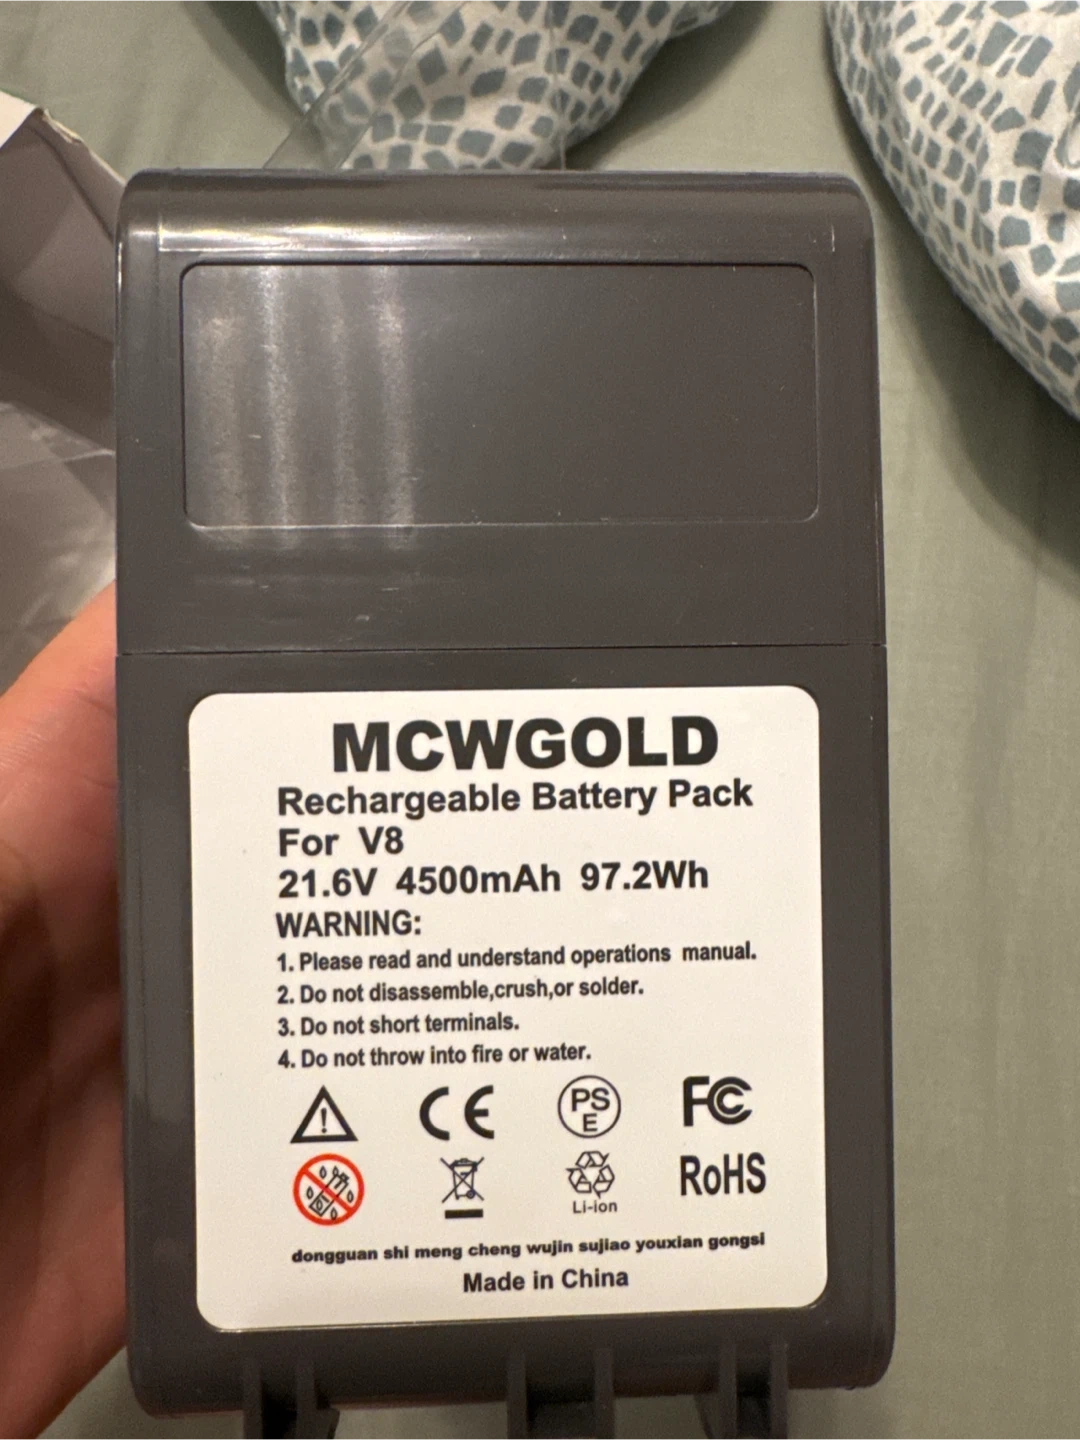 MCWGOLD
Rechargeable Battery Pack
For V8
21.6V 4500mAh 97.2Wh
WARNING:
1. Please read and understand operations manual.
2. Do not disassemble,crush,or solder.
3. Do not short terminals.
4. Do not throw into fire or water.
CE PSE FC
RoHS
Li-ion
dongguan shi meng cheng wujin sujiao youxian gongsi
Made in China